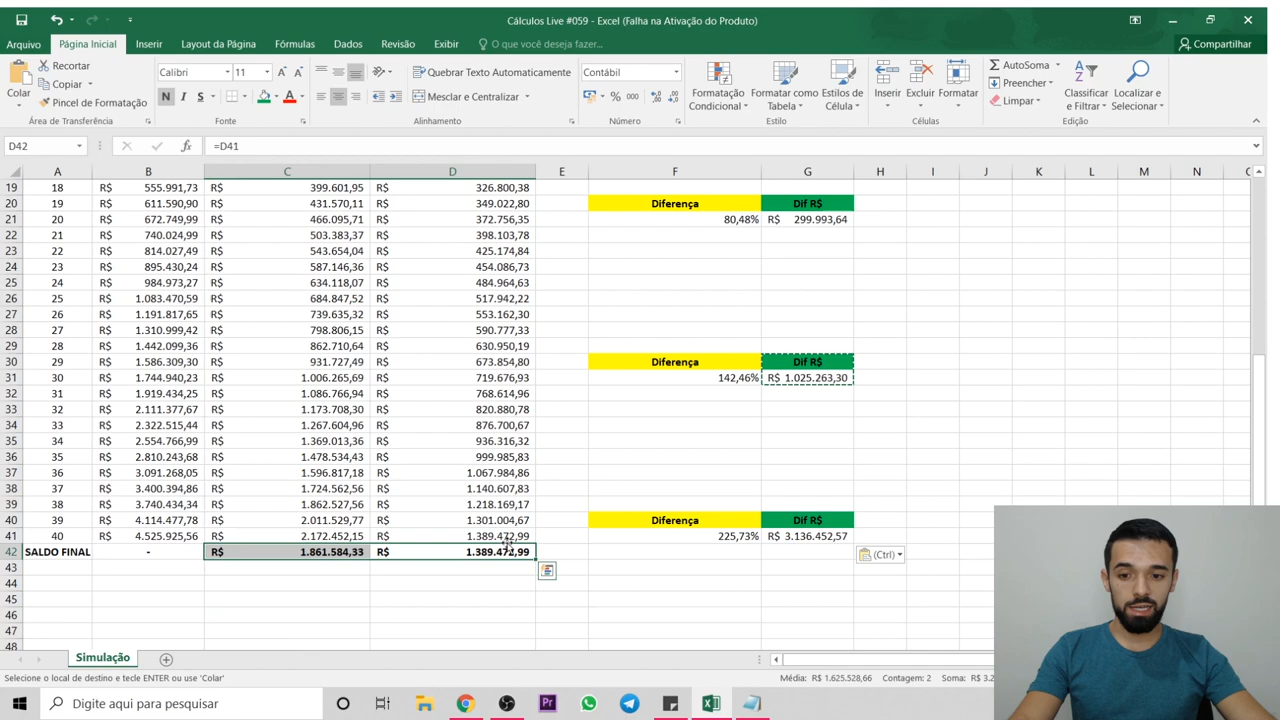 Cálculos Live #059 - Excel (Falha na Ativação do Produto)
Arquivo Página Inicial Inserir Layout da Página Fórmulas Dados Revisão Exibir O que você deseja fazer... Compartilhar
Colar
Recortar
Copiar
Pincel de Formatação
Área de Transferência
Calibri 11
N I S
Fonte
Quebrar Texto Automaticamente
Mesclar e Centralizar
Alinhamento
Contábil
% 000
Número
Formatação Condicional
Formatar como Tabela
Estilos de Célula
Estilo
Inserir Excluir Formatar
Células
AutoSoma
Preencher
Limpar
Classificar e Filtrar
Localizar e Selecionar
Edição
D42 fx =D41
A B C D E F G H I J K L M N
19 18 R$ 555.991,73 R$ 399.601,95 R$ 326.800,38
20 19 R$ 611.590,90 R$ 431.570,11 R$ 349.022,80 Diferença Dif R$
21 20 R$ 672.749,99 R$ 466.095,71 R$ 372.756,35 80,48% R$ 299.993,64
22 21 R$ 740.024,99 R$ 503.383,37 R$ 398.103,78
23 22 R$ 814.027,49 R$ 543.654,04 R$ 425.174,84
24 23 R$ 895.430,24 R$ 587.146,36 R$ 454.086,73
25 24 R$ 984.973,27 R$ 634.118,07 R$ 484.964,63
26 25 R$ 1.083.470,59 R$ 684.847,52 R$ 517.942,22
27 26 R$ 1.191.817,65 R$ 739.635,32 R$ 553.162,30
28 27 R$ 1.310.999,42 R$ 798.806,15 R$ 590.777,33
29 28 R$ 1.442.099,36 R$ 862.710,64 R$ 630.950,19
30 29 R$ 1.586.309,30 R$ 931.727,49 R$ 673.854,80 Diferença Dif R$
31 30 R$ 1.744.940,23 R$ 1.006.265,69 R$ 719.676,93 142,46% R$ 1.025.263,30
32 31 R$ 1.919.434,25 R$ 1.086.766,94 R$ 768.614,96
33 32 R$ 2.111.377,67 R$ 1.173.708,30 R$ 820.880,78
34 33 R$ 2.322.515,44 R$ 1.267.604,96 R$ 876.700,67
35 34 R$ 2.554.766,99 R$ 1.369.013,36 R$ 936.316,32
36 35 R$ 2.810.243,68 R$ 1.478.534,43 R$ 999.985,83
37 36 R$ 3.091.268,05 R$ 1.596.817,18 R$ 1.067.984,86
38 37 R$ 3.400.394,86 R$ 1.724.562,56 R$ 1.140.607,83
39 38 R$ 3.740.434,34 R$ 1.862.527,56 R$ 1.218.169,17
40 39 R$ 4.114.477,78 R$ 2.011.529,77 R$ 1.301.004,67 Diferença Dif R$
41 40 R$ 4.525.925,56 R$ 2.172.452,15 R$ 1.389.472,99 225,73% R$ 3.136.452,57
42 SALDO FINAL - R$ 1.861.584,33 R$ 1.389.472,99 (Ctrl)
43
44
45
46
47
48
Simulação
Selecione o local de destino e tecle ENTER ou use 'Colar' Média: R$ 1.625.528,66 Contagem: 2 Soma: R$ 3.2
Digite aqui para pesquisar